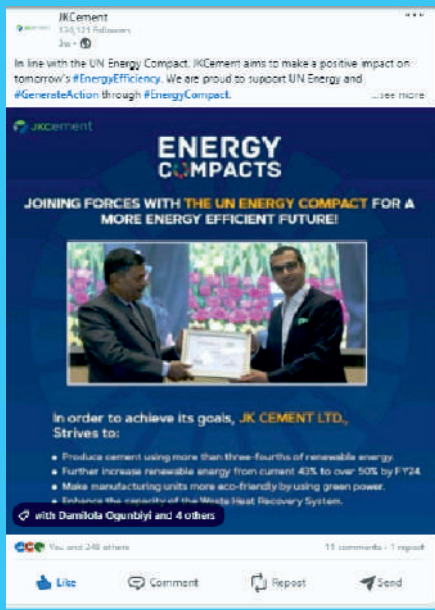 JKCement
Followers
3w
In line with the UN Energy Compact, JKCement aims to make a positive impact on
tomorrow's #EnergyEfficiency. We are proud to support UN Energy and
#GenerateAction through #EnergyCompact.
...see more
JKcement
ENERGY
COMPACTS
JOINING FORCES WITH THE UN ENERGY COMPACT FOR A
MORE ENERGY EFFICIENT FUTURE!
In order to achieve its goals, JK CEMENT LTD.,
Strives to:
• Produce cement using more than three-fourths of renewable energy.
• Further increase renewable energy from current 43% to over 50% by FY24.
• Make manufacturing units more eco-friendly by using green power.
• Enhance the capacity of the Waste Heat Recovery System.
with Damilola Ogunbiyi and 4 others
You and 248 others
11 comments • 1 repost
Like
Comment
Repost
Send